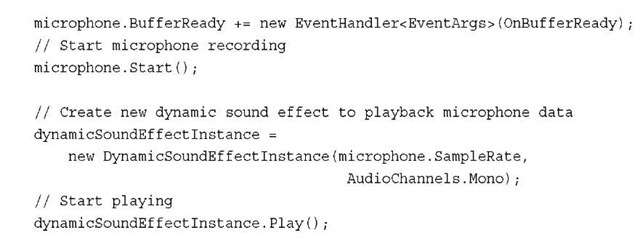 microphone.BufferReady += new EventHandler<EventArgs>(OnBufferReady);
// Start microphone recording
microphone.Start();

// Create new dynamic sound effect to playback microphone data
dynamicSoundEffectInstance =
    new DynamicSoundEffectInstance(microphone.SampleRate,
                                   AudioChannels.Mono);
// Start playing
dynamicSoundEffectInstance.Play();